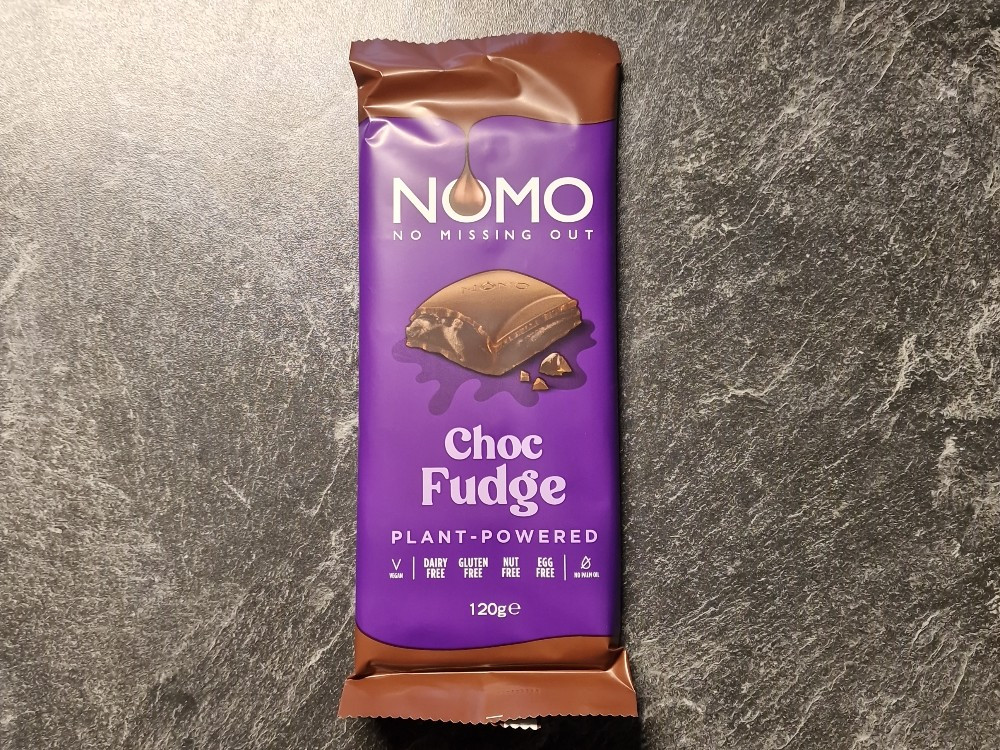 NOMO
NO MISSING OUT
NOMO
Choc
Fudge
PLANT-POWERED
V VEGAN | DAIRY FREE GLUTEN FREE NUT FREE EGG FREE | NO PALM OIL
120g℮